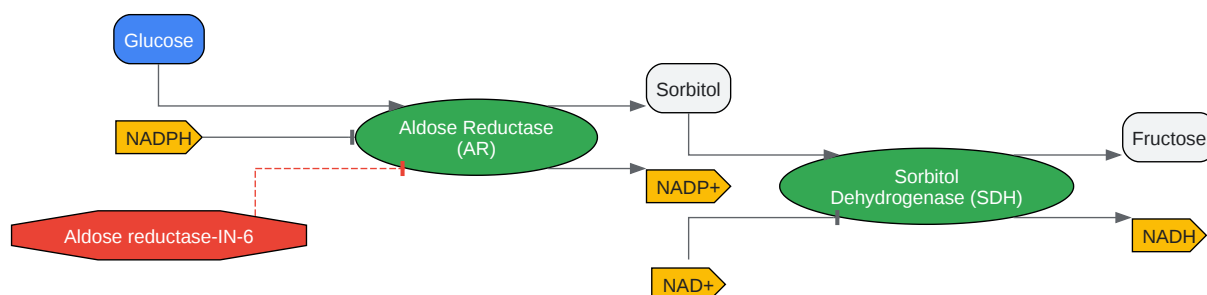 Glucose
Sorbitol
NADPH
Aldose Reductase
(AR)
Fructose
NADP+
Sorbitol
Dehydrogenase (SDH)
Aldose reductase-IN-6
NADH
NAD+